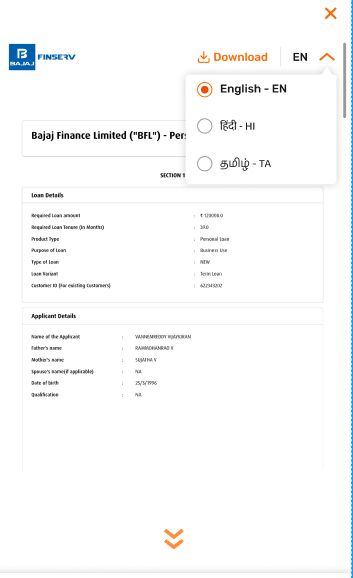 B
BAJAJ
FINSERV
Download
EN
English - EN
हिंदी - HI
தமிழ் - TA
Bajaj Finance Limited ("BFL") - Per
SECTION 1
Loan Details
Required Loan amount : ₹ 120000.0
Required Loan Tenure (in Months) : 39.0
Product Type : Personal Loan
Purpose of Loan : Business Use
Type of Loan : NEW
Loan Variant : Term Loan
Customer ID (For existing Customers) : 622343202
Applicant Details
Name of the Applicant : VANNEMREDDY VIJAYKIRAN
Father's name : RAMMOHANRAO V
Mother's name : SUJATHA V
Spouse's name(if applicable) : NA
Date of birth : 25/3/1996
Qualification : NA